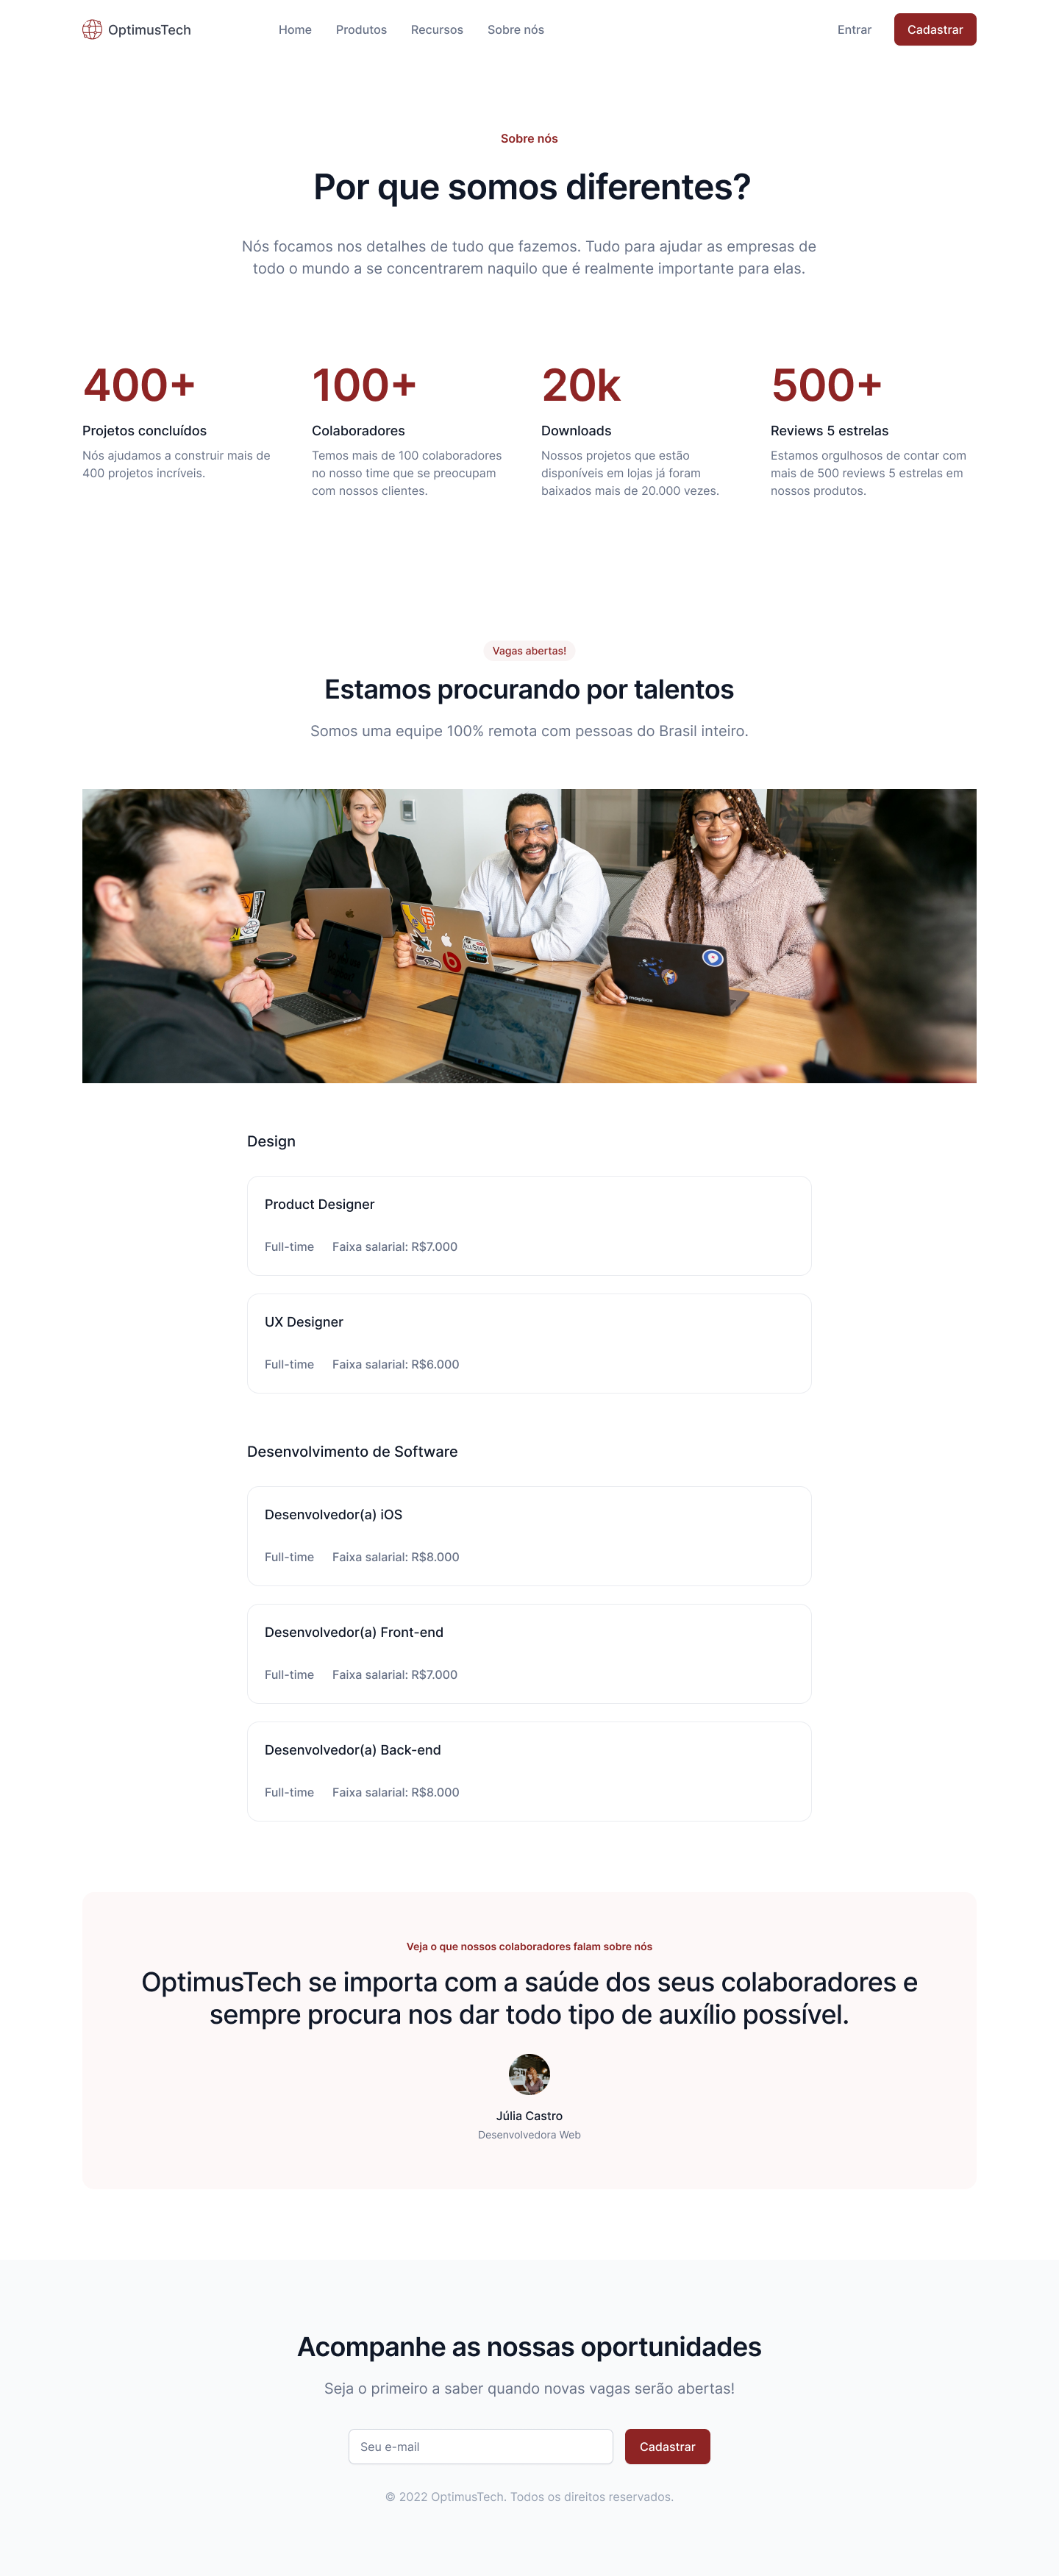 OptimusTech
Home Produtos Recursos Sobre nós
Entrar Cadastrar
Sobre nós
Por que somos diferentes?
Nós focamos nos detalhes de tudo que fazemos. Tudo para ajudar as empresas de
todo o mundo a se concentrarem naquilo que é realmente importante para elas.
400+
Projetos concluídos
Nós ajudamos a construir mais de
400 projetos incríveis.
100+
Colaboradores
Temos mais de 100 colaboradores
no nosso time que se preocupam
com nossos clientes.
20k
Downloads
Nossos projetos que estão
disponíveis em lojas já foram
baixados mais de 20.000 vezes.
500+
Reviews 5 estrelas
Estamos orgulhosos de contar com
mais de 500 reviews 5 estrelas em
nossos produtos.
Vagas abertas!
Estamos procurando por talentos
Somos uma equipe 100% remota com pessoas do Brasil inteiro.
mapbox
Design
Product Designer
Full-time Faixa salarial: R$7.000
UX Designer
Full-time Faixa salarial: R$6.000
Desenvolvimento de Software
Desenvolvedor(a) iOS
Full-time Faixa salarial: R$8.000
Desenvolvedor(a) Front-end
Full-time Faixa salarial: R$7.000
Desenvolvedor(a) Back-end
Full-time Faixa salarial: R$8.000
Veja o que nossos colaboradores falam sobre nós
OptimusTech se importa com a saúde dos seus colaboradores e
sempre procura nos dar todo tipo de auxílio possível.
Júlia Castro
Desenvolvedora Web
Acompanhe as nossas oportunidades
Seja o primeiro a saber quando novas vagas serão abertas!
Seu e-mail Cadastrar
© 2022 OptimusTech. Todos os direitos reservados.